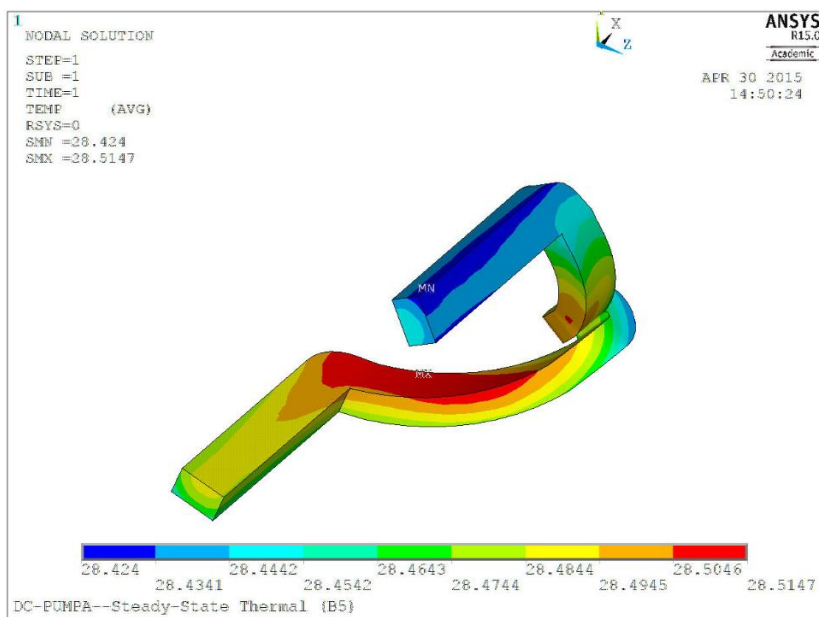 1
NODAL SOLUTION
STEP=1
SUB =1
TIME=1
TEMP (AVG)
RSYS=0
SMN =28.424
SMX =28.5147
X
Z
ANSYS
R15.0
Academic
APR 30 2015
14:50:24
MN
MX
28.424 28.4442 28.4643 28.4844 28.5046
28.4341 28.4542 28.4744 28.4945 28.5147
DC-PUMPA--Steady-State Thermal (B5)